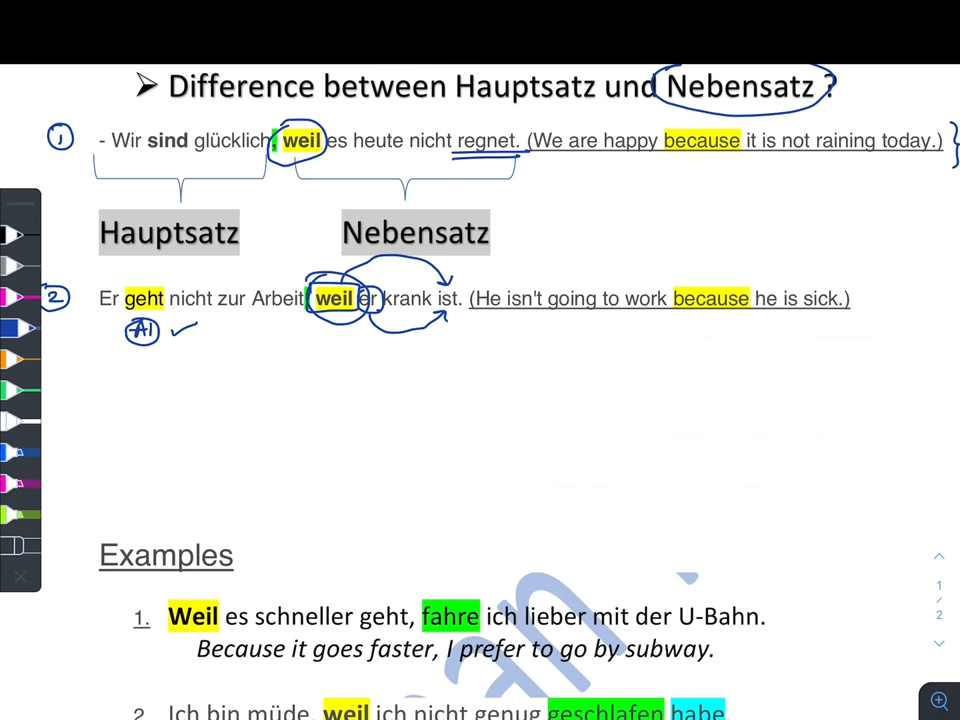 ➢ Difference between Hauptsatz und Nebensatz ?
1, - Wir sind glücklich, weil es heute nicht regnet. (We are happy because it is not raining today.)
Hauptsatz Nebensatz
2 Er geht nicht zur Arbeit, weil er krank ist. (He isn't going to work because he is sick.)
A1 ✓
Examples
1. Weil es schneller geht, fahre ich lieber mit der U-Bahn.
Because it goes faster, I prefer to go by subway.
2. Ich bin müde, weil ich nicht genug geschlafen habe.
1
/
2